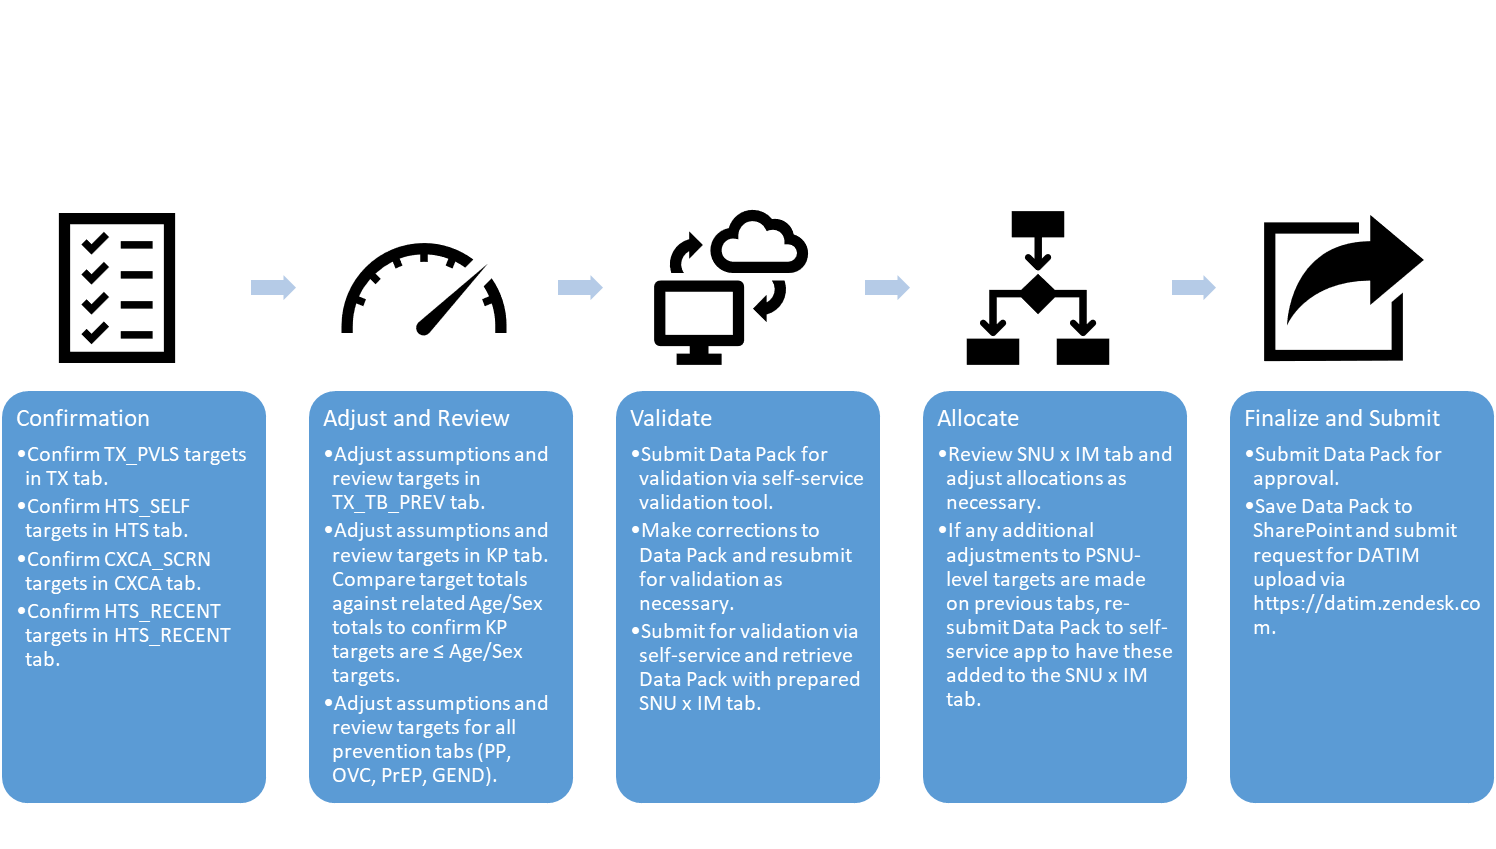 Confirmation
•Confirm TX_PVLS targets
in TX tab.
•Confirm HTS_SELF
targets in HTS tab.
•Confirm CXCA_SCRN
targets in CXCA tab.
•Confirm HTS_RECENT
targets in HTS_RECENT
tab.
Adjust and Review
•Adjust assumptions and
review targets in
TX_TB_PREV tab.
•Adjust assumptions and
review targets in KP tab.
Compare target totals
against related Age/Sex
totals to confirm KP
targets are ≤ Age/Sex
targets.
•Adjust assumptions and
review targets for all
prevention tabs (PP,
OVC, PrEP, GEND).
Validate
•Submit Data Pack for
validation via self-service
validation tool.
•Make corrections to
Data Pack and resubmit
for validation as
necessary.
•Submit for validation via
self-service and retrieve
Data Pack with prepared
SNU x IM tab.
Allocate
•Review SNU x IM tab and
adjust allocations as
necessary.
•If any additional
adjustments to PSNU-
level targets are made
on previous tabs, re-
submit Data Pack to self-
service app to have these
added to the SNU x IM
tab.
Finalize and Submit
•Submit Data Pack for
approval.
•Save Data Pack to
SharePoint and submit
request for DATIM
upload via
https://datim.zendesk.co
m.